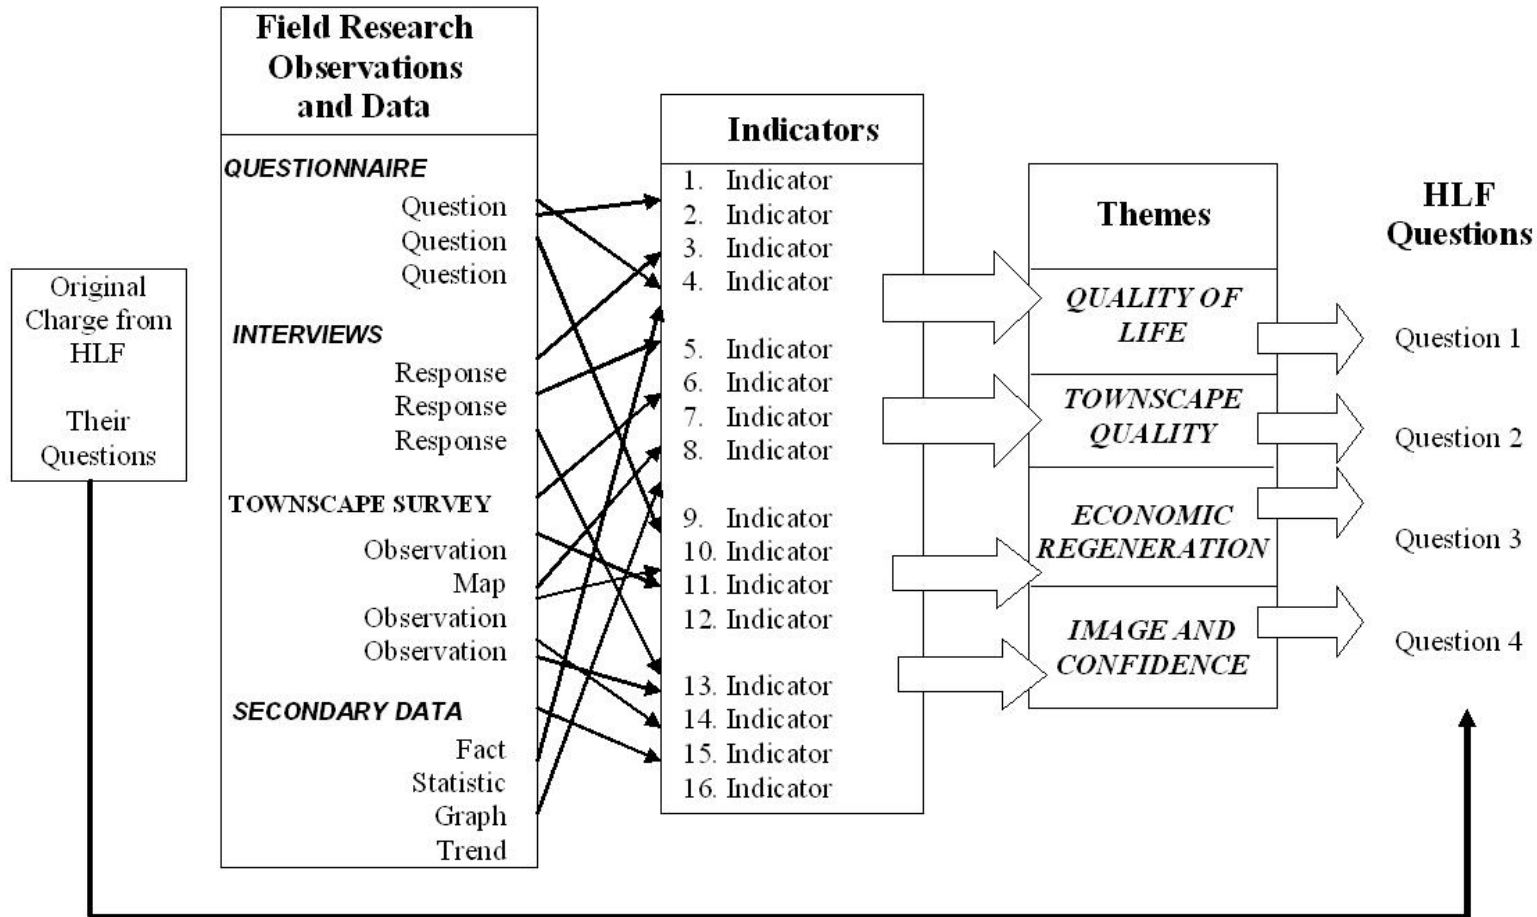 Original
Charge from
HLF
Their
Questions
Field Research
Observations
and Data
QUESTIONNAIRE
Question
Question
Question
INTERVIEWS
Response
Response
Response
TOWNSCAPE SURVEY
Observation
Map
Observation
Observation
SECONDARY DATA
Fact
Statistic
Graph
Trend
Indicators
1. Indicator
2. Indicator
3. Indicator
4. Indicator
5. Indicator
6. Indicator
7. Indicator
8. Indicator
9. Indicator
10. Indicator
11. Indicator
12. Indicator
13. Indicator
14. Indicator
15. Indicator
16. Indicator
Themes
QUALITY OF
LIFE
TOWNSCAPE
QUALITY
ECONOMIC
REGENERATION
IMAGE AND
CONFIDENCE
HLF
Questions
Question 1
Question 2
Question 3
Question 4